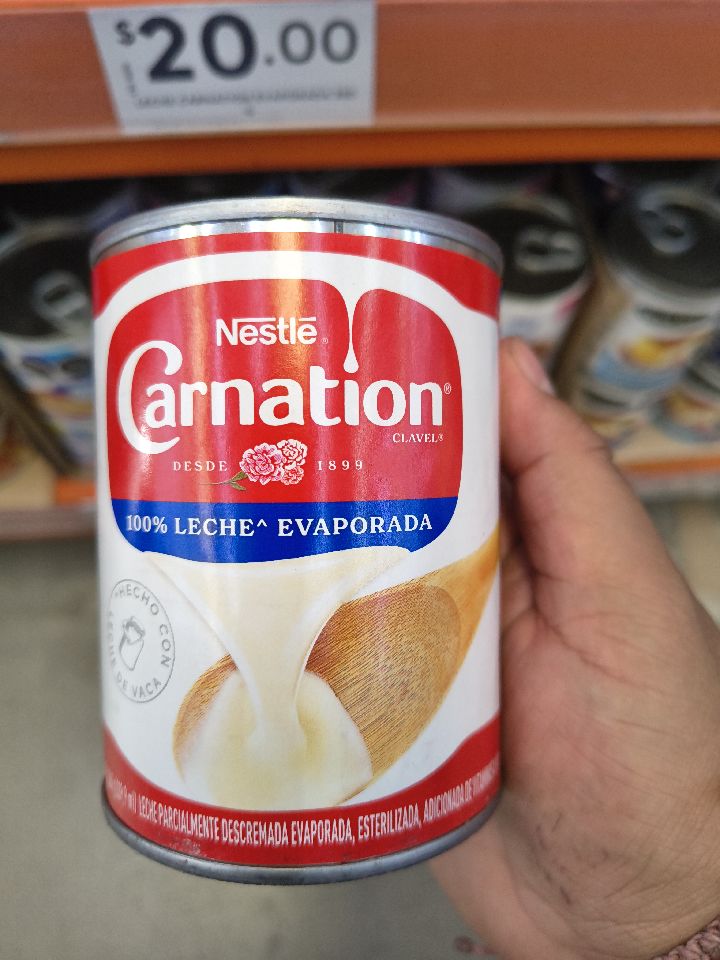 $20.00
Nestlé®
Carnation®
CLAVEL®
DESDE 1899
100% LECHE^ EVAPORADA
^HECHO CON LECHE DE VACA
LECHE PARCIALMENTE DESCREMADA EVAPORADA, ESTERILIZADA, ADICIONADA DE